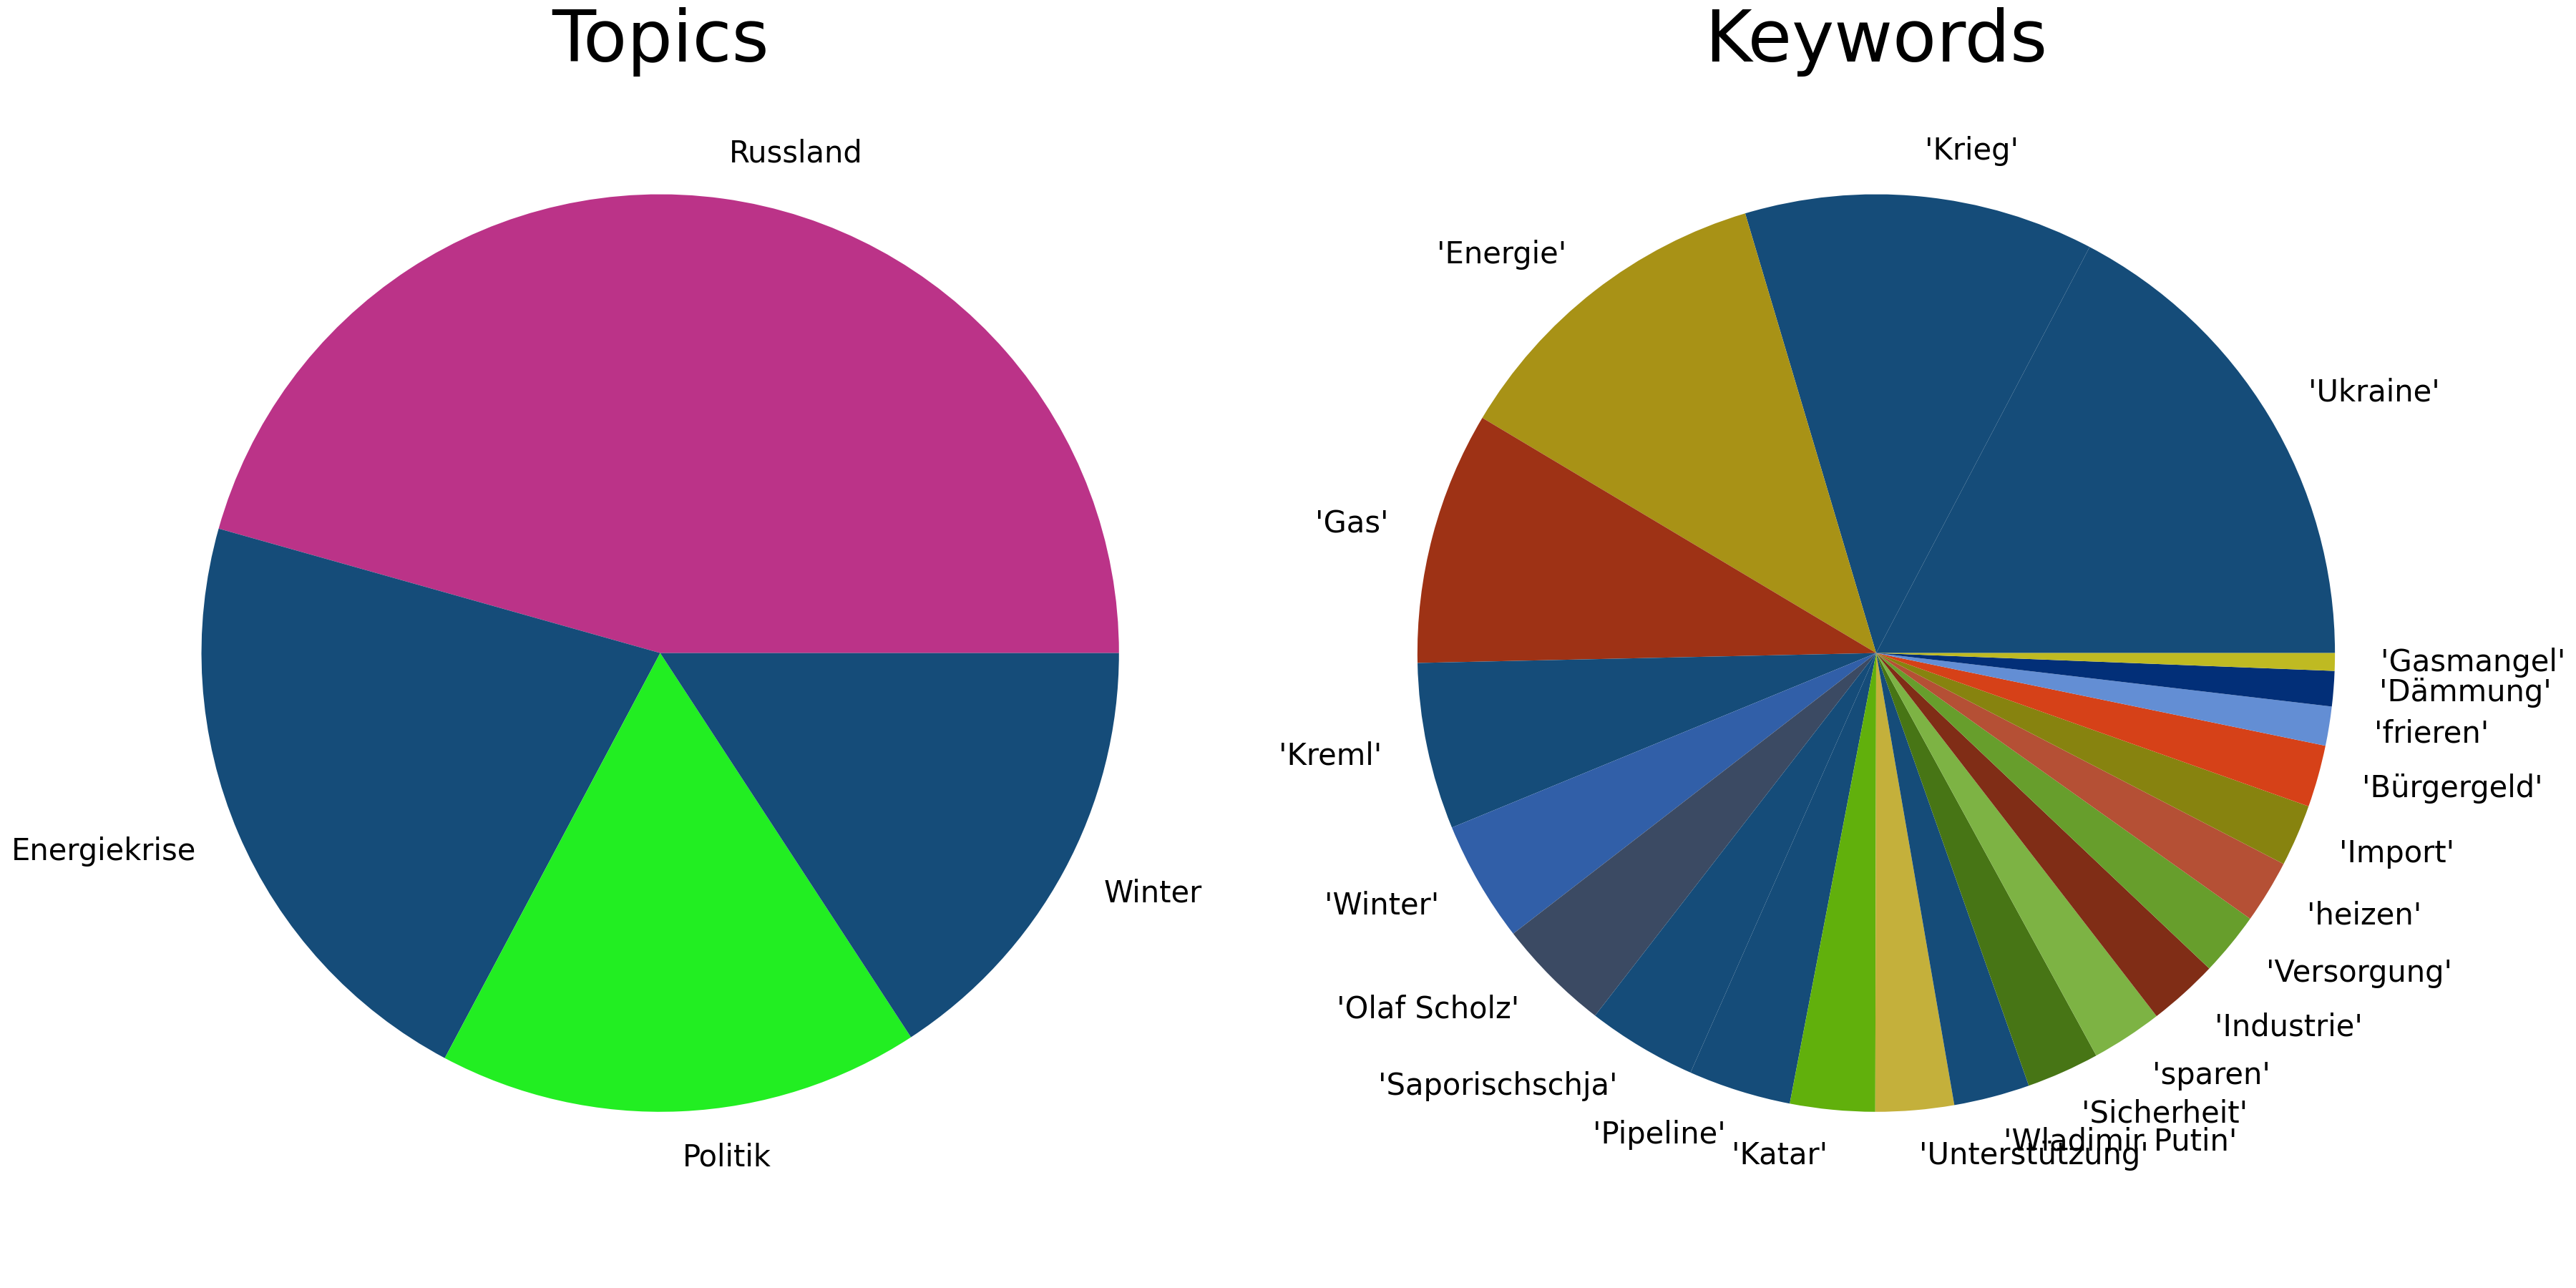 Topics
Russland
Energiekrise
Politik
Winter
Keywords
'Ukraine'
'Krieg'
'Energie'
'Gas'
'Kreml'
'Winter'
'Olaf Scholz'
'Saporischschja'
'Pipeline'
'Katar'
'Unterstützung'
'Wladimir Putin'
'Sicherheit'
'sparen'
'Industrie'
'Versorgung'
'heizen'
'Import'
'Bürgergeld'
'frieren'
'Dämmung'
'Gasmangel'